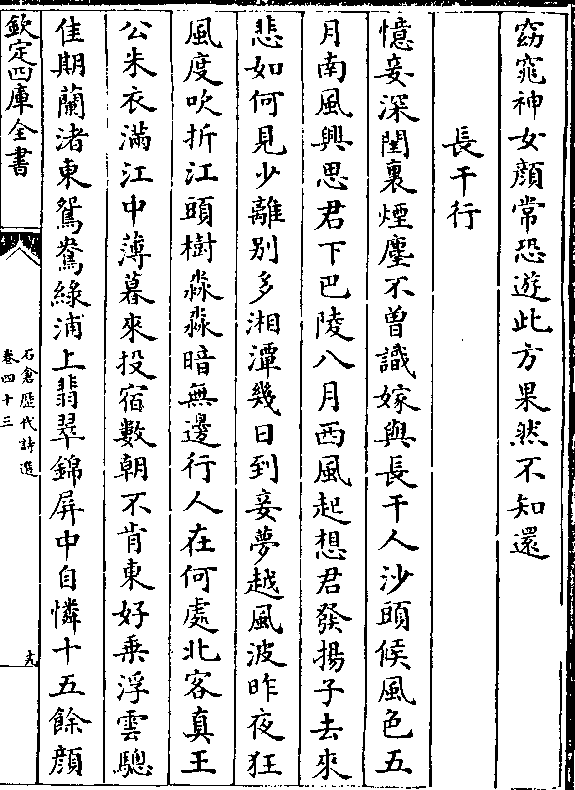 窈窕神女顔常恐遊此方果然不知還
長干行
憶妾深閨裏煙塵不曾識嫁與長干人沙頭候風色五
月南風興思君下巴陵八月西風起想君發揚子去來
悲如何見少離別多湘潭幾日到妾夢越風波昨夜狂
風度吹折江頭樹淼淼暗無邊行人在何處北客真王
公朱衣滿江中薄暮來投宿數朝不肯東好乗浮雲驄
佳期蘭渚東鴛鴦緑浦上翡翠錦屏中自憐十五餘顔
欽定四庫全書
石倉歴代詩選
卷四十三
九